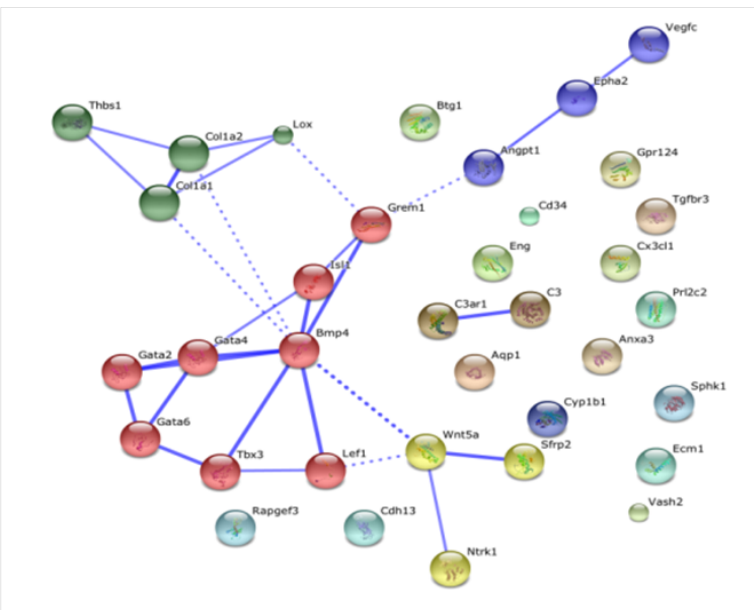 Vegfc
Epha2
Thbs1
Btg1
Lox
Col1a2
Angpt1
Gpr124
Col1a1
Tgfbr3
Grem1
Cd34
Eng
Cx3cl1
Isl1
C3ar1
C3
Prl2c2
Bmp4
Gata4
Gata2
Anxa3
Aqp1
Sphk1
Cyp1b1
Gata6
Wnt5a
Sfrp2
Tbx3
Lef1
Ecm1
Rapgef3
Cdh13
Vash2
Ntrk1